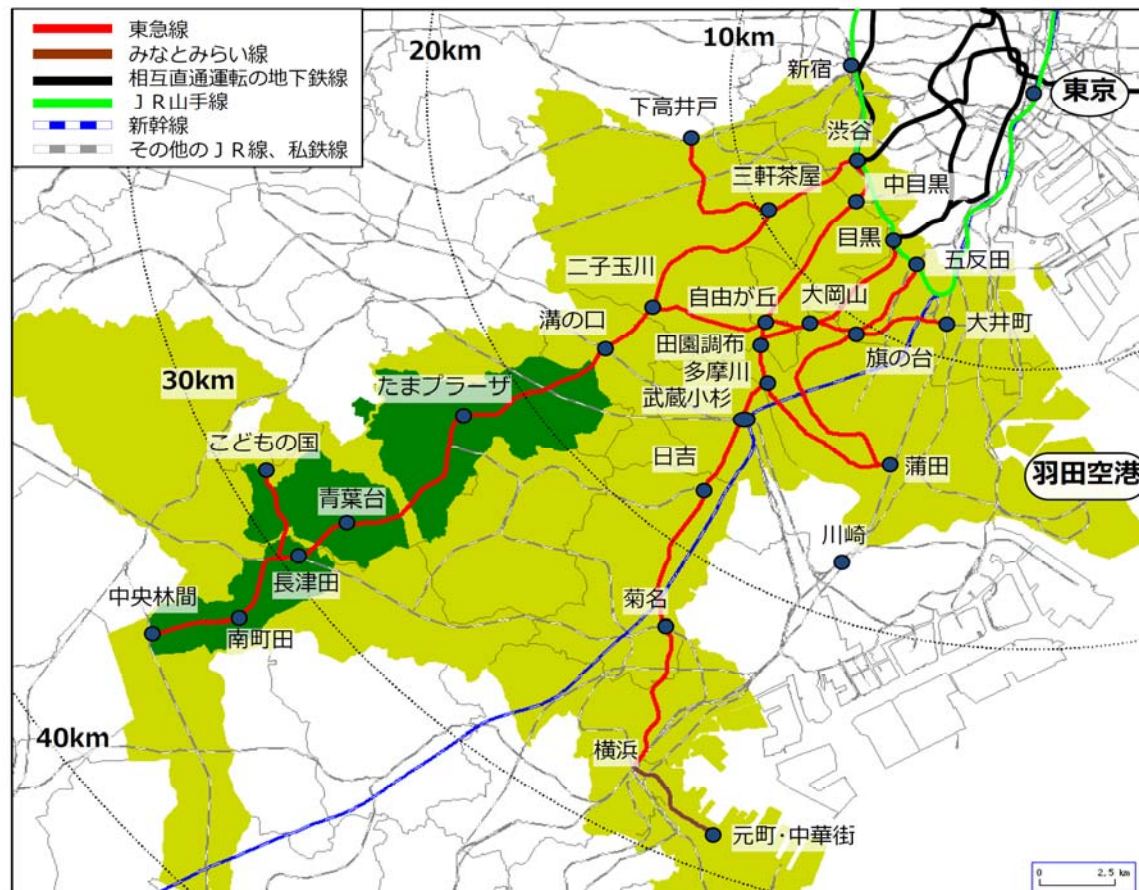 東急線
みなとみらい線
相互直通運転の地下鉄線
ＪＲ山手線
新幹線
その他のＪＲ線、私鉄線
20km
10km
新宿
東京
下高井戸
渋谷
三軒茶屋
中目黒
目黒
五反田
二子玉川
自由が丘
大岡山
溝の口
大井町
田園調布
旗の台
30km
たまプラーザ
多摩川
武蔵小杉
こどもの国
日吉
蒲田
羽田空港
青葉台
川崎
長津田
中央林間
菊名
南町田
40km
横浜
元町･中華街
0 2.5 km